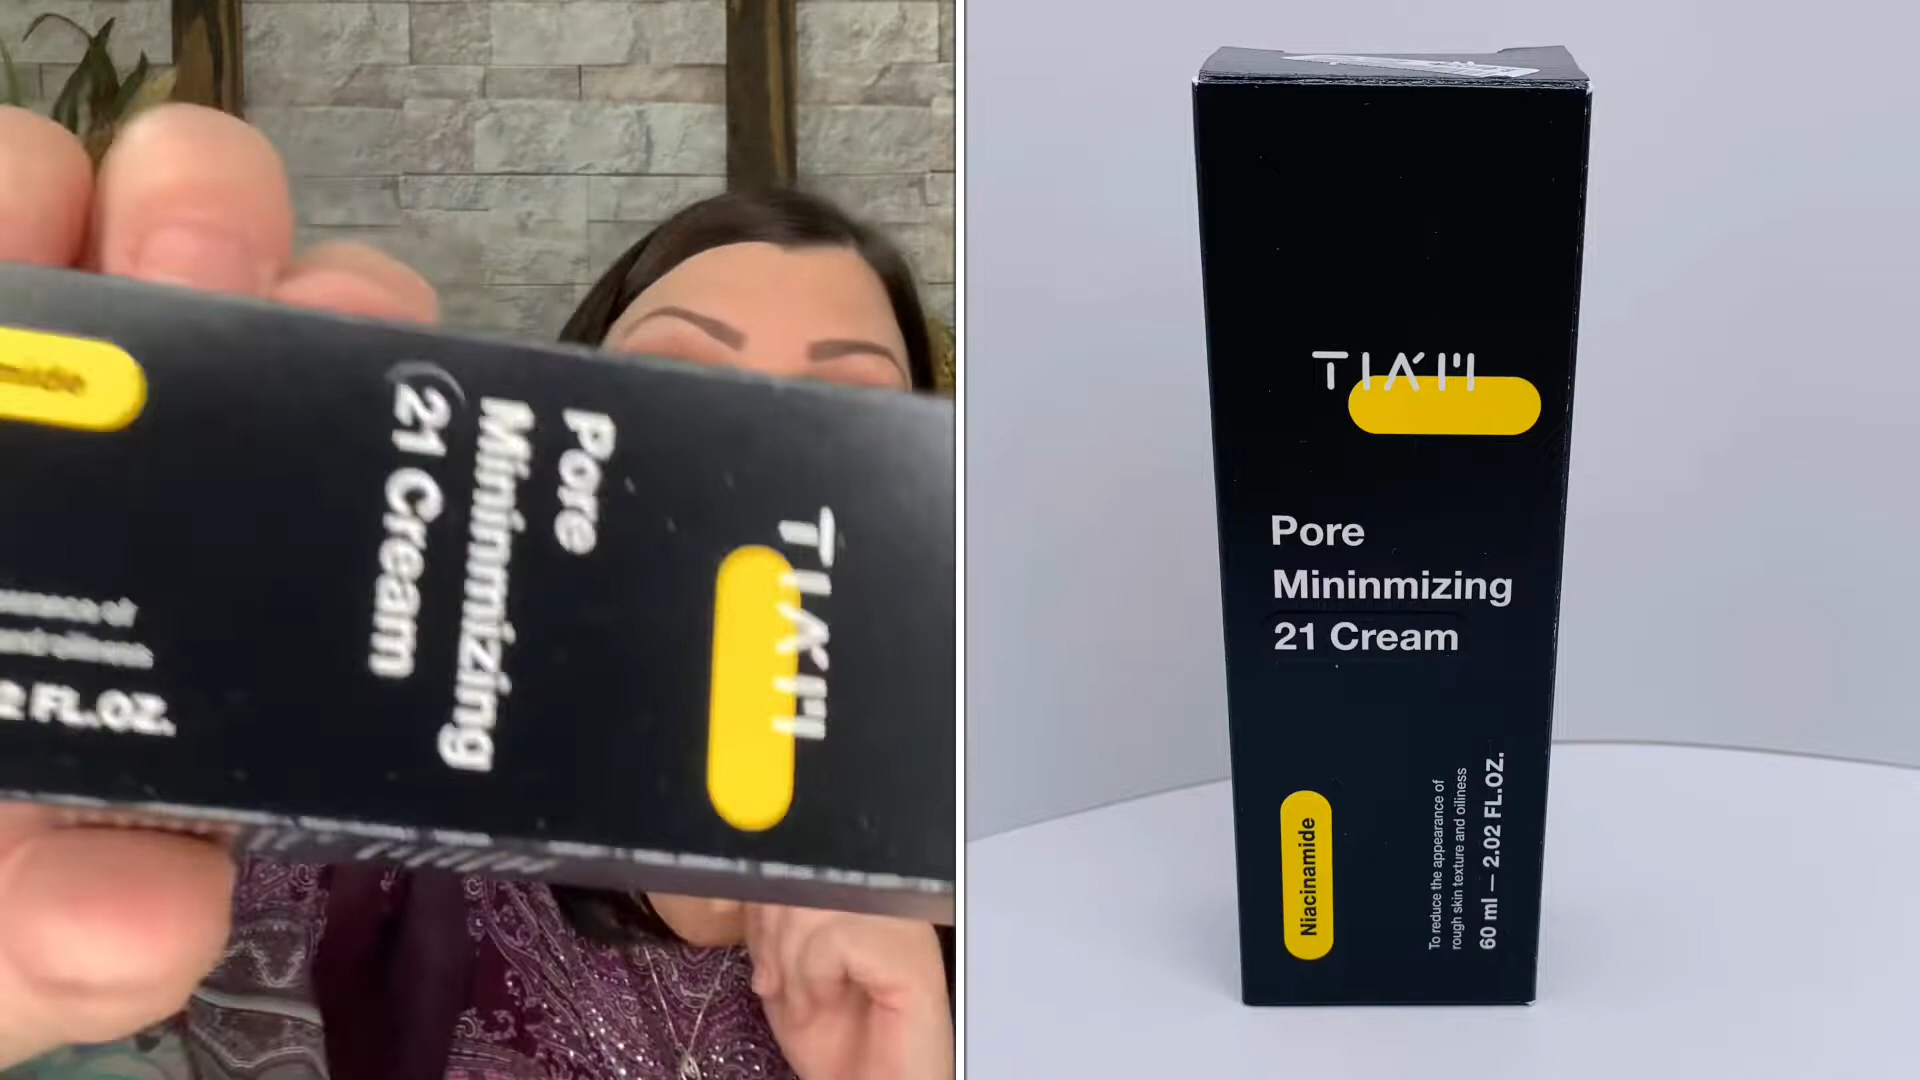 TIAM
Pore
Mininmizing
21 Cream
2 FL.OZ.
TIAM
Pore
Mininmizing
21 Cream
Niacinamide
To reduce the appearance of
rough skin texture and oiliness
60 ml — 2.02 FL.OZ.